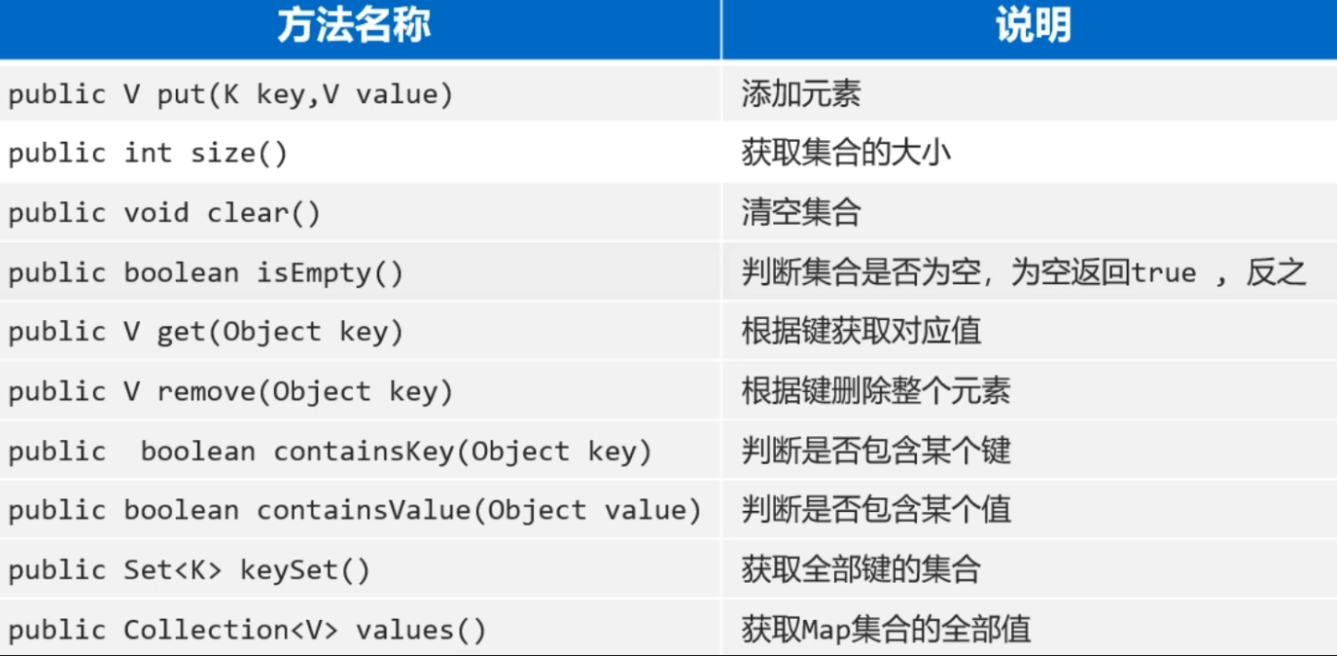 方法名称 说明
public V put(K key,V value) 添加元素
public int size() 获取集合的大小
public void clear() 清空集合
public boolean isEmpty() 判断集合是否为空，为空返回true , 反之
public V get(Object key) 根据键获取对应值
public V remove(Object key) 根据键删除整个元素
public  boolean containsKey(Object key) 判断是否包含某个键
public boolean containsValue(Object value) 判断是否包含某个值
public Set<K> keySet() 获取全部键的集合
public Collection<V> values() 获取Map集合的全部值